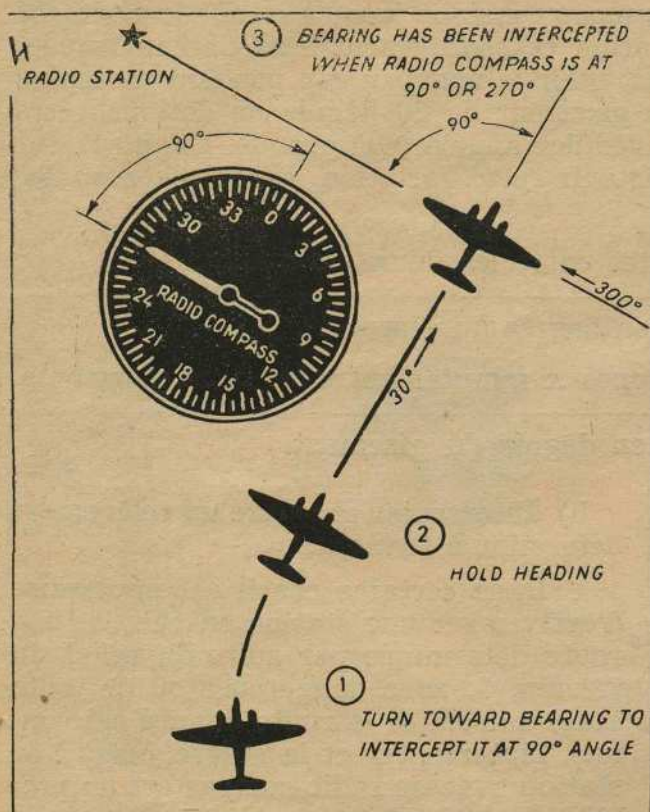 H
RADIO STATION
③ BEARING HAS BEEN INTERCEPTED
WHEN RADIO COMPASS IS AT
90° OR 270°
90°
90°
33 0
30 3
24 6
21 9
18 15 12
RADIO COMPASS
300°
30°
②
HOLD HEADING
①
TURN TOWARD BEARING TO
INTERCEPT IT AT 90° ANGLE